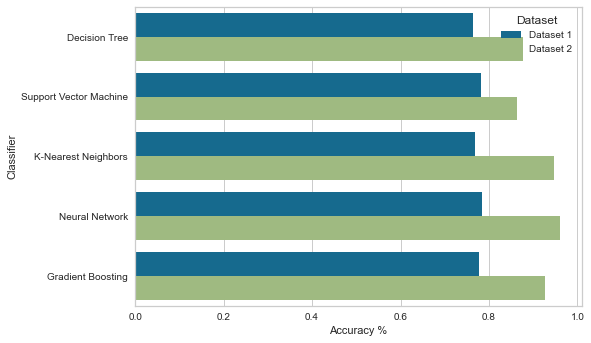 Dataset
Dataset 1
Dataset 2
Decision Tree
Support Vector Machine
K-Nearest Neighbors
Neural Network
Gradient Boosting
Classifier
0.0 0.2 0.4 0.6 0.8 1.0
Accuracy %